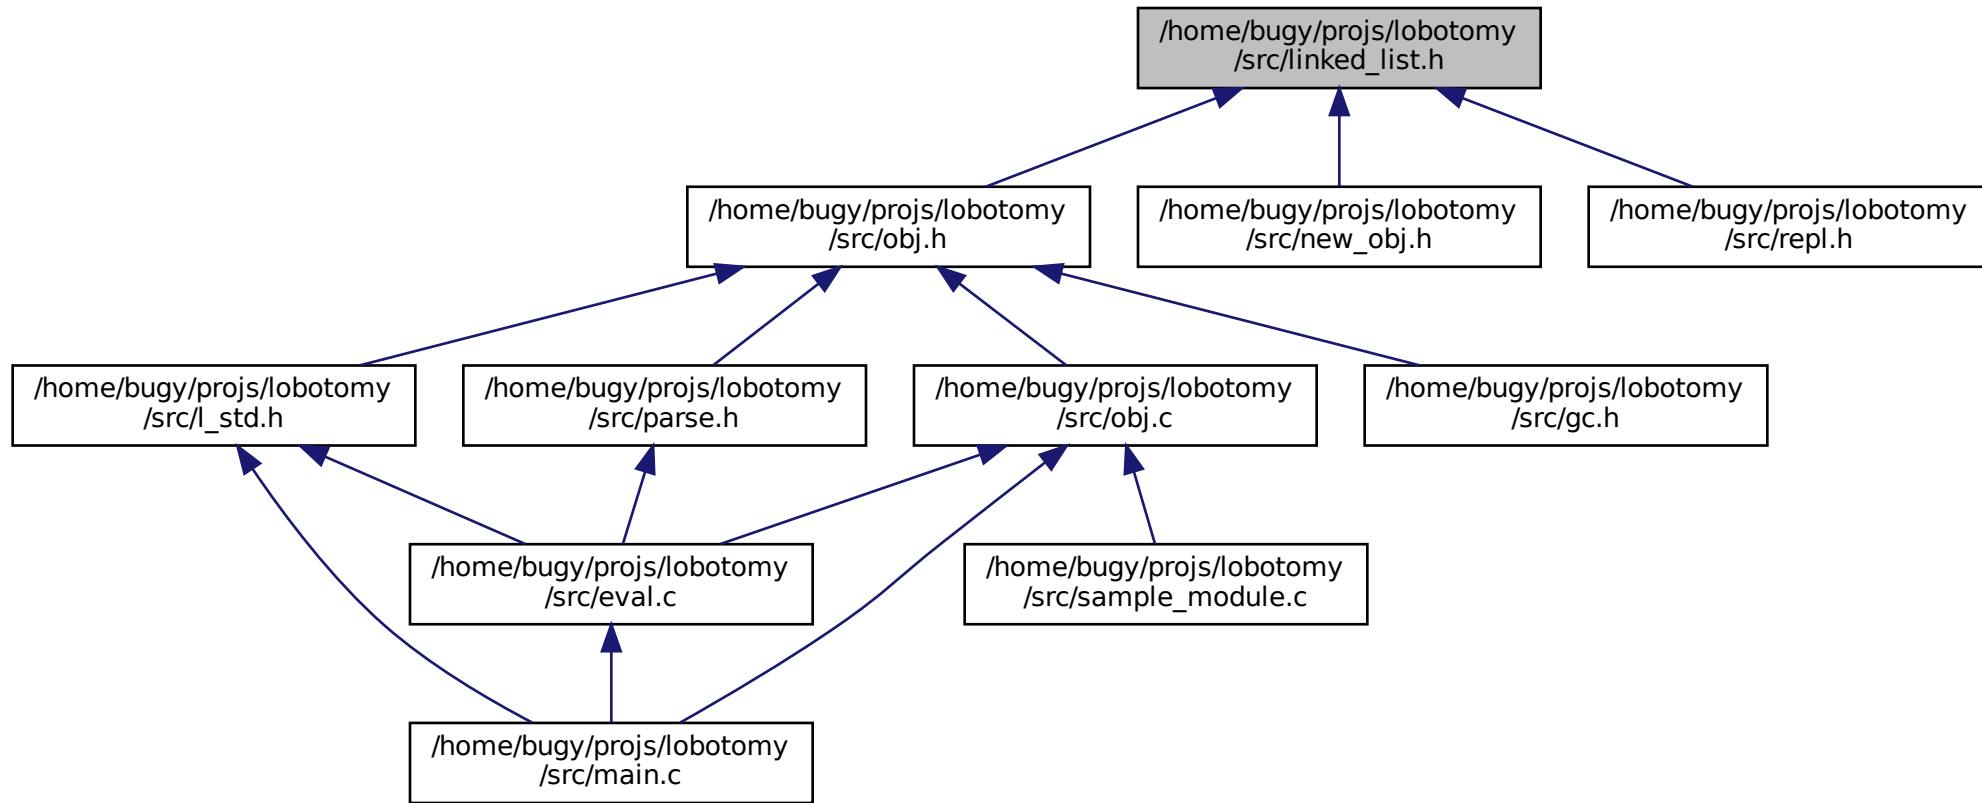 /home/bugy/projs/lobotomy
/src/linked_list.h
/home/bugy/projs/lobotomy
/src/obj.h
/home/bugy/projs/lobotomy
/src/new_obj.h
/home/bugy/projs/lobotomy
/src/repl.h
/home/bugy/projs/lobotomy
/src/l_std.h
/home/bugy/projs/lobotomy
/src/parse.h
/home/bugy/projs/lobotomy
/src/obj.c
/home/bugy/projs/lobotomy
/src/gc.h
/home/bugy/projs/lobotomy
/src/eval.c
/home/bugy/projs/lobotomy
/src/sample_module.c
/home/bugy/projs/lobotomy
/src/main.c